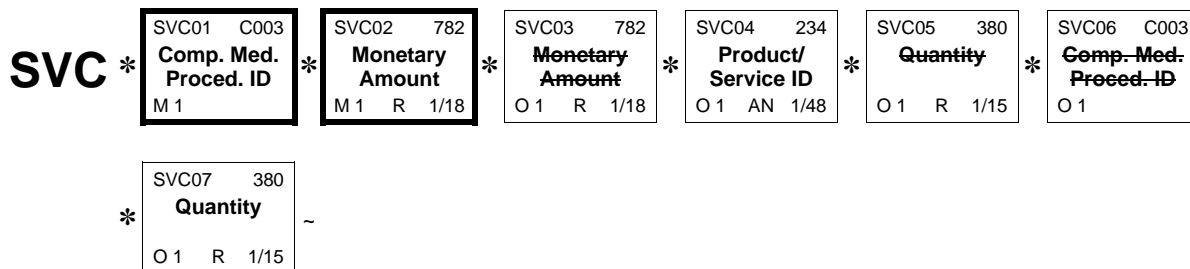 SVC * SVC01 C003 * SVC02 782 * SVC03 782 * SVC04 234 * SVC05 380 * SVC06 C003
Comp. Med. Monetary Monetary Product/ Quantity Comp. Med.
Proced. ID Amount Amount Service ID Proced. ID
M 1 M 1 R 1/18 O 1 R 1/18 O 1 AN 1/48 O 1 R 1/15 O 1
* SVC07 380 ~
Quantity
O 1 R 1/15